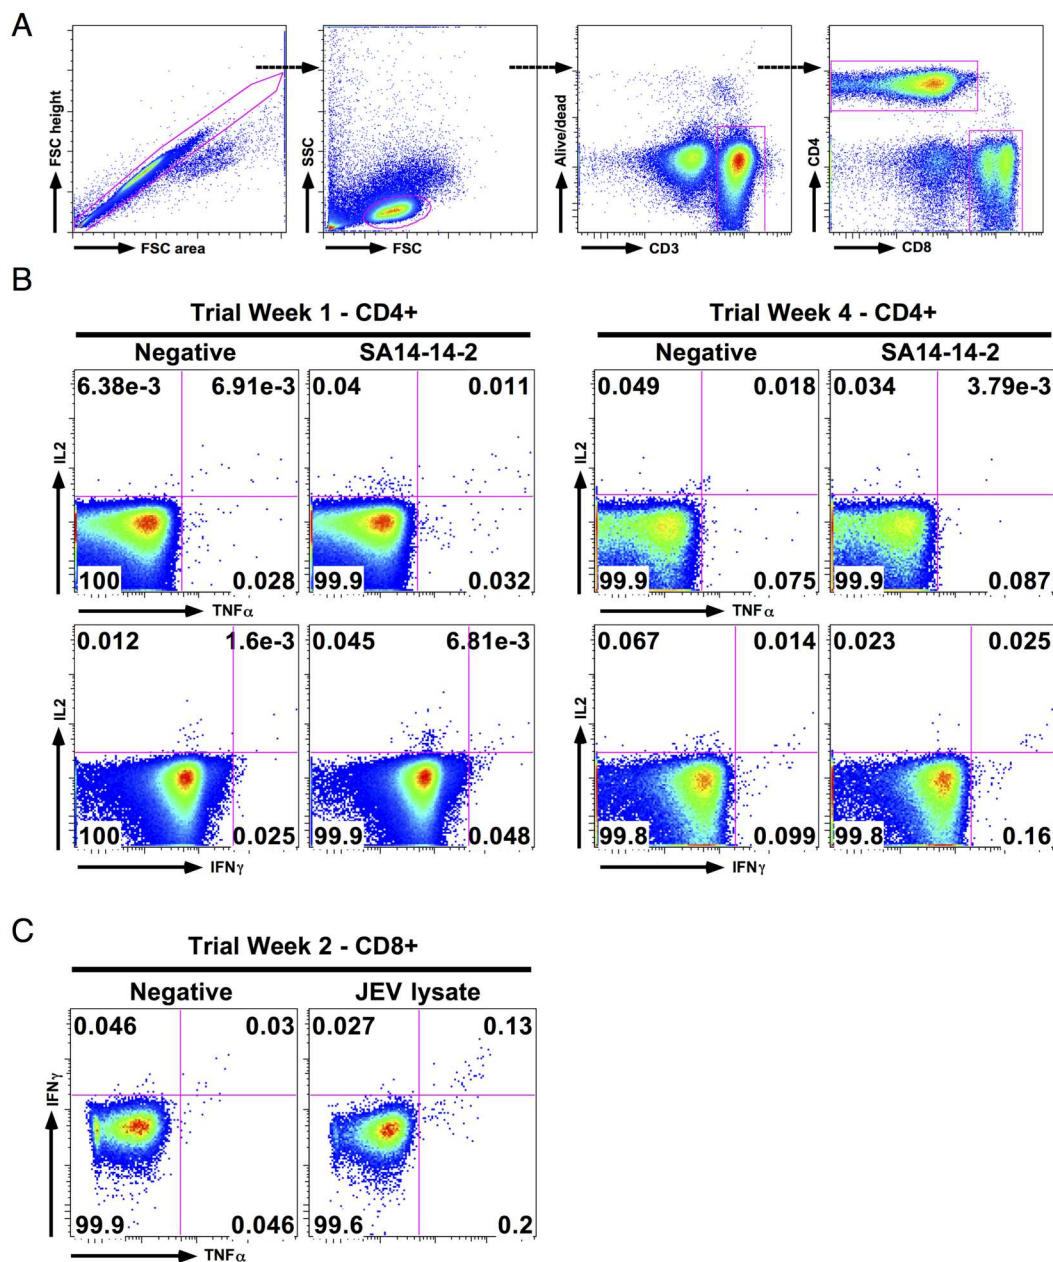 A
FSC height
FSC area
SSC
FSC
Alive/dead
CD3
CD4
CD8
B
Trial Week 1 - CD4+
Trial Week 4 - CD4+
Negative SA14-14-2
Negative SA14-14-2
6.38e-3 6.91e-3 0.04 0.011
0.049 0.018 0.034 3.79e-3
IL2
IL2
100 0.028 99.9 0.032
99.9 0.075 99.9 0.087
TNFα
TNFα
0.012 1.6e-3 0.045 6.81e-3
0.067 0.014 0.023 0.025
IL2
IL2
100 0.025 99.9 0.048
99.8 0.099 99.8 0.16
IFNγ
IFNγ
C
Trial Week 2 - CD8+
Negative JEV lysate
0.046 0.03 0.027 0.13
IFNγ
99.9 0.046 99.6 0.2
TNFα